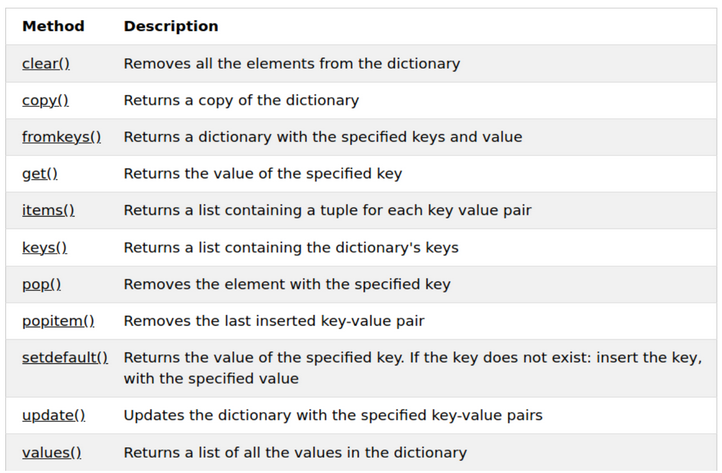 Method Description
clear() Removes all the elements from the dictionary
copy() Returns a copy of the dictionary
fromkeys() Returns a dictionary with the specified keys and value
get() Returns the value of the specified key
items() Returns a list containing a tuple for each key value pair
keys() Returns a list containing the dictionary's keys
pop() Removes the element with the specified key
popitem() Removes the last inserted key-value pair
setdefault() Returns the value of the specified key. If the key does not exist: insert the key,
with the specified value
update() Updates the dictionary with the specified key-value pairs
values() Returns a list of all the values in the dictionary